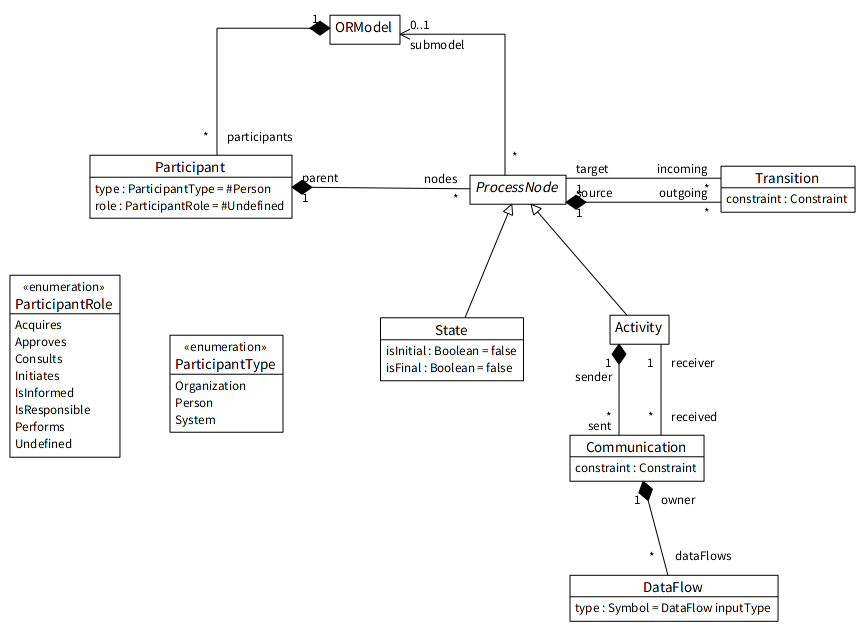 1
ORModel
0..1
submodel
*
participants
*
Participant
type : ParticipantType = #Person
role : ParticipantRole = #Undefined
parent
1
nodes
*
ProcessNode
target
1
incoming
*
source
1
outgoing
*
Transition
constraint : Constraint
«enumeration»
ParticipantRole
Acquires
Approves
Consults
Initiates
IsInformed
IsResponsible
Performs
Undefined
«enumeration»
ParticipantType
Organization
Person
System
State
isInitial : Boolean = false
isFinal : Boolean = false
Activity
1
sender
1
receiver
*
sent
*
received
Communication
constraint : Constraint
1
owner
*
dataFlows
DataFlow
type : Symbol = DataFlow inputType